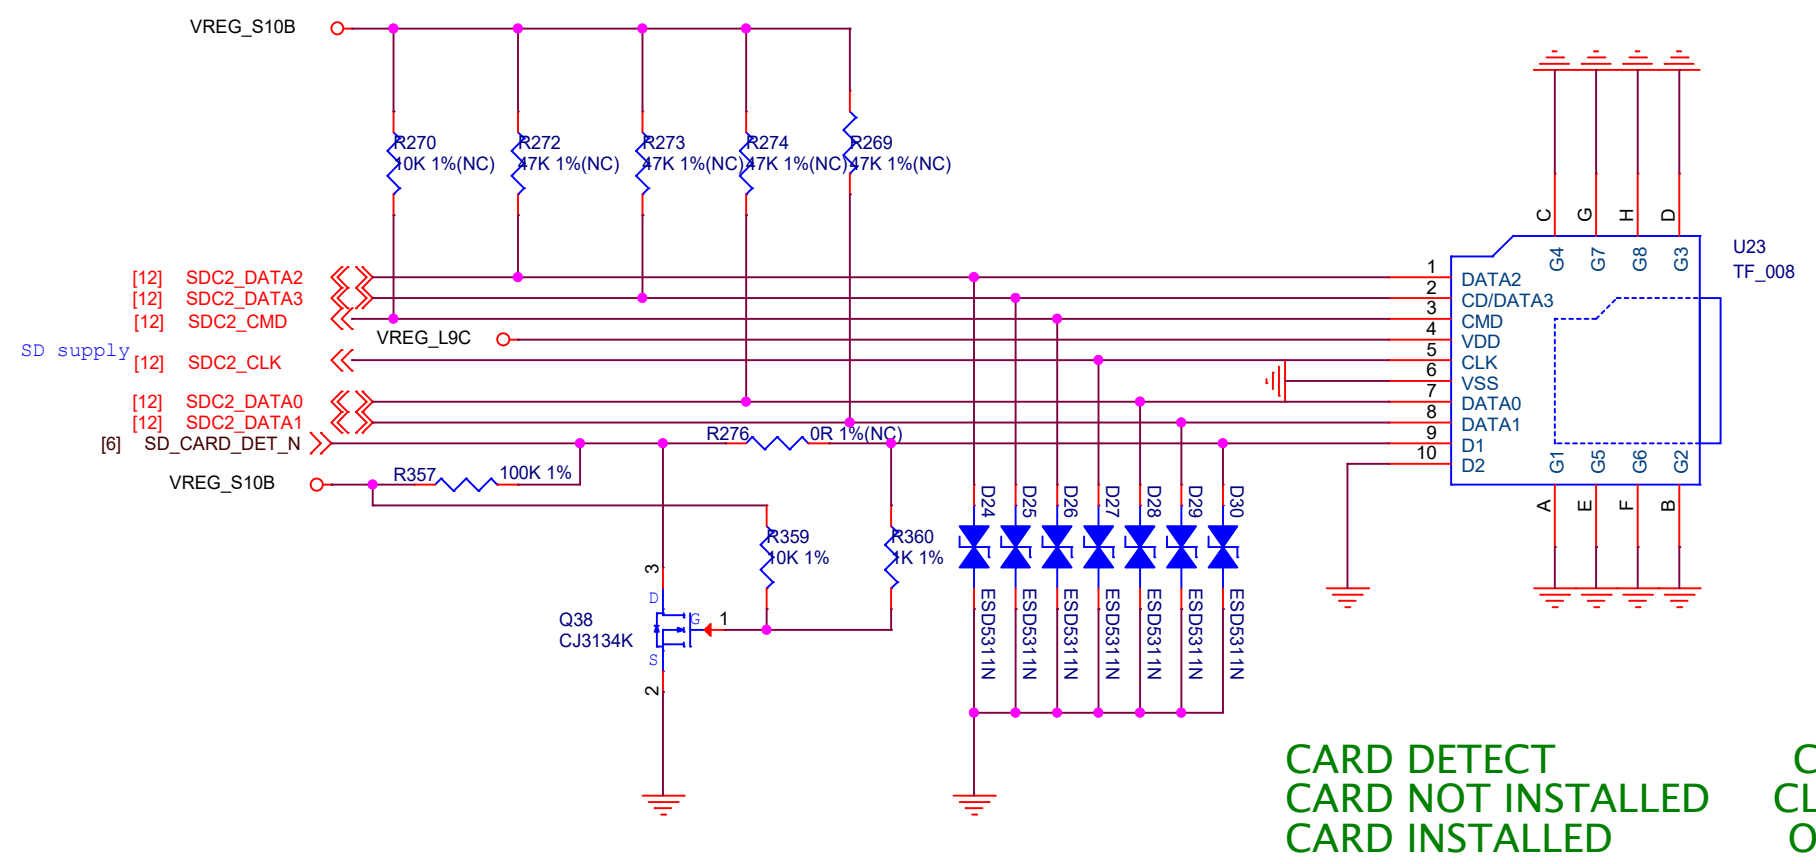 VREG_S10B
R270
10K 1%(NC)
R272
47K 1%(NC)
R273
47K 1%(NC)
R274
47K 1%(NC)
R269
47K 1%(NC)
C
G
H
D
G4
G7
G8
G3
U23
TF_008
[12] SDC2_DATA2
[12] SDC2_DATA3
[12] SDC2_CMD
VREG_L9C
SD supply
[12] SDC2_CLK
[12] SDC2_DATA0
[12] SDC2_DATA1
[6] SD_CARD_DET_N
1 DATA2
2 CD/DATA3
3 CMD
4 VDD
5 CLK
6 VSS
7 DATA0
8 DATA1
9 D1
10 D2
G1
G5
G6
G2
A
E
F
B
R276 0R 1%(NC)
VREG_S10B
R357 100K 1%
R359
10K 1%
R360
1K 1%
D24
D25
D26
D27
D28
D29
D30
ESD5311N
ESD5311N
ESD5311N
ESD5311N
ESD5311N
ESD5311N
ESD5311N
3
D
G
1
S
2
Q38
CJ3134K
CARD DETECT C
CARD NOT INSTALLED CL
CARD INSTALLED O